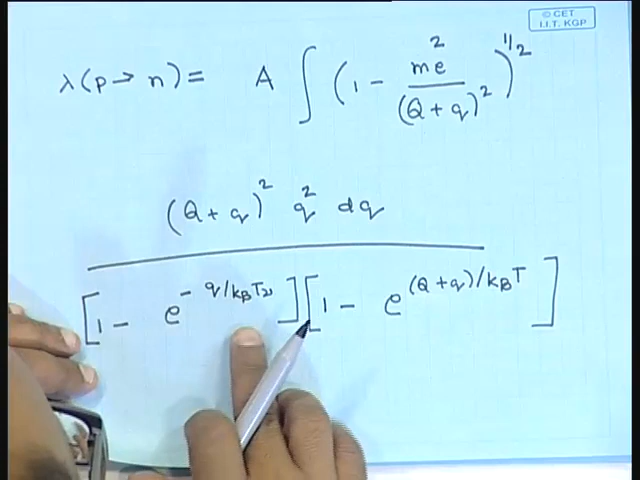 © CET
I.I.T. KGP
λ(p→n) = A ∫ (1 - me²/(Q+q)²)^1/2
(Q+q)² q² dq
[1 - e^(-q/k_BT_ν)][1 - e^((Q+q)/k_BT)]